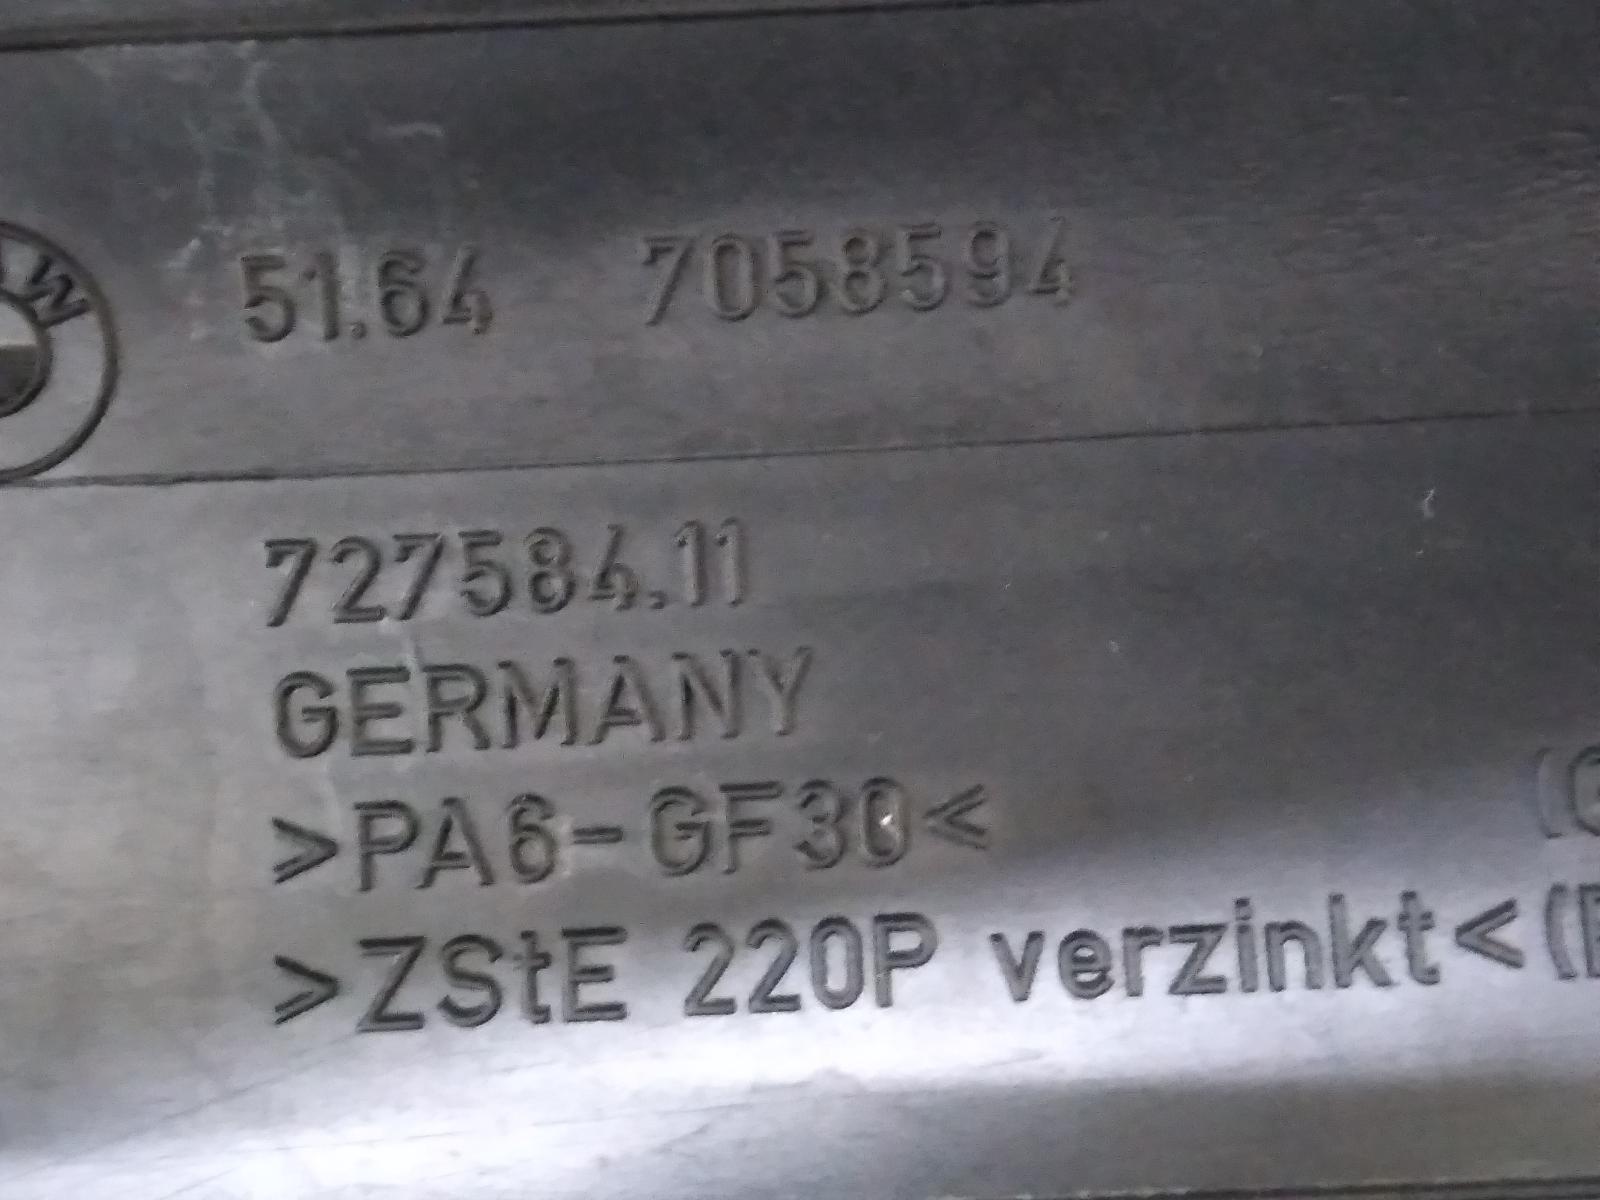 51.64 7058594
727584.11
GERMANY
>PA6-GF30<
>ZStE 220P verzinkt<